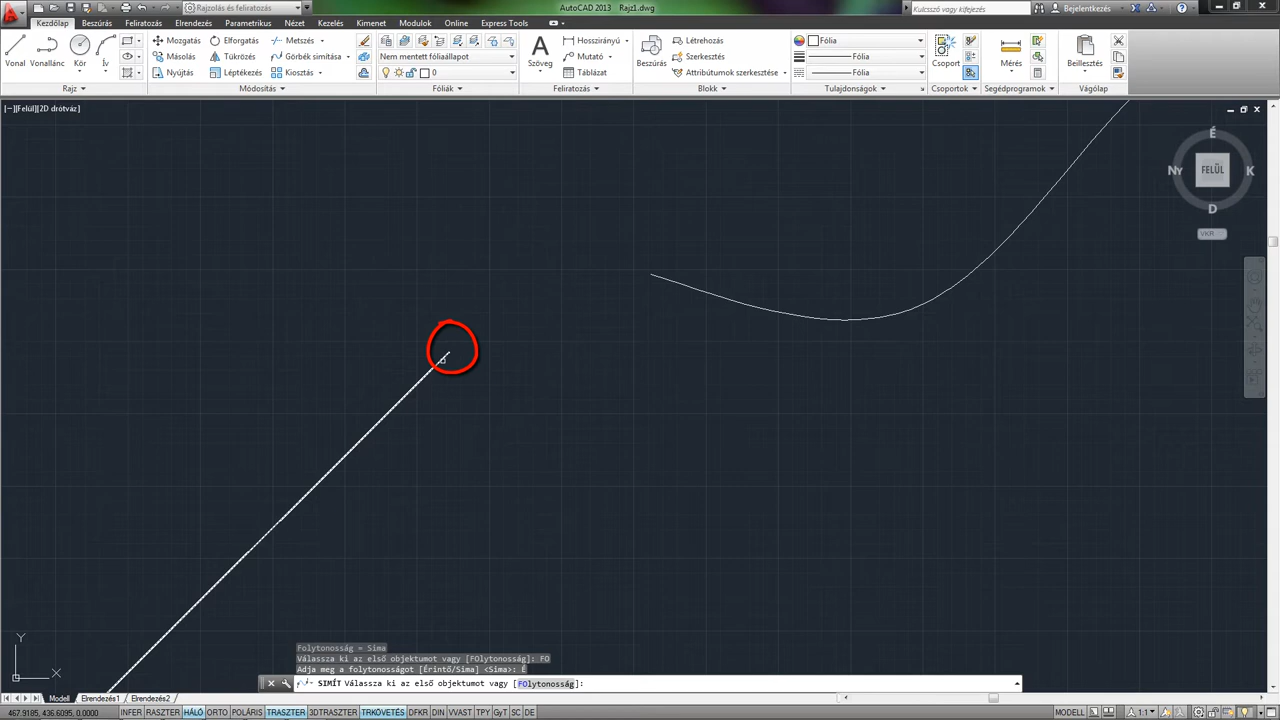 Rajzolás és feliratozás
AutoCAD 2013 Rajz1.dwg
Kulcsszó vagy kifejezés
Bejelentkezés
Kezdőlap Beszúrás Feliratozás Elrendezés Parametrikus Nézet Kezelés Kimenet Modulok Online Express Tools
Vonal Vonallánc Kör Ív
Rajz
Mozgatás Elforgatás Metszés
Másolás Tükrözés Görbítőmítás
Nyújtás Léptékezés Kiosztás
Módosítás
Nem mentett fóliaállapot
0
Fóliák
Szöveg
Hosszirányú
Mutató
Táblázat
Feliratozás
Beszúrás
Létrehozás
Szerkesztés
Attribútumok szerkesztése
Blokk
Fólia
Fólia
Fólia
Tulajdonságok
Csoport
Csoportok
Mérés
Segédprogramok
Beillesztés
Vágólap
[−][Felül][2D drótváz]
É
NY FELÜL K
D
VKR
Y
X
Folytonosság = Sima
Válassza ki az első objektumot vagy [FOlytonosság]: FO
Adja meg a folytonosságot [Érintő/Sima] <Sima>: É
SIMÍT Válassza ki az első objektumot vagy [FOlytonosság]:
Modell Elrendezés1 Elrendezés2
467.9185, 436.6095, 0.0000
INFER RASZTER HÁLÓ ORTO POLÁRIS TRASZTER 3DTRASZTER TRKÖVETÉS DFKR DIN VVAST TPY GyT SC DE
MODELL
1:1